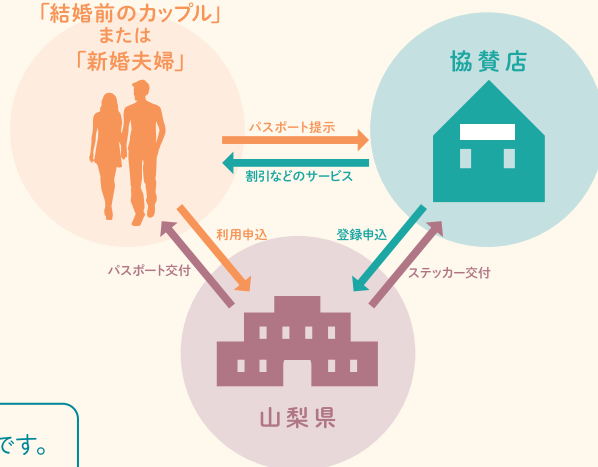 「結婚前のカップル」
または
「新婚夫婦」
協賛店
パスポート提示
割引などのサービス
利用申込
登録申込
パスポート交付
ステッカー交付
山梨県
です。